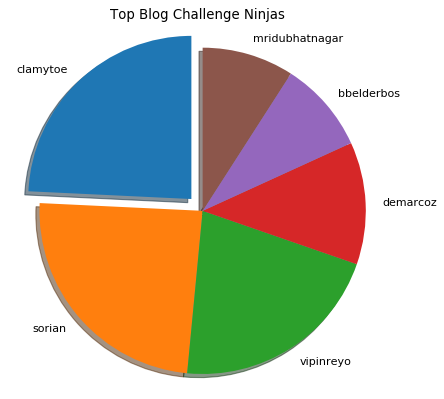 Top Blog Challenge Ninjas
mridubhatnagar
clamytoe
bbelderbos
demarcoz
sorian
vipinreyo